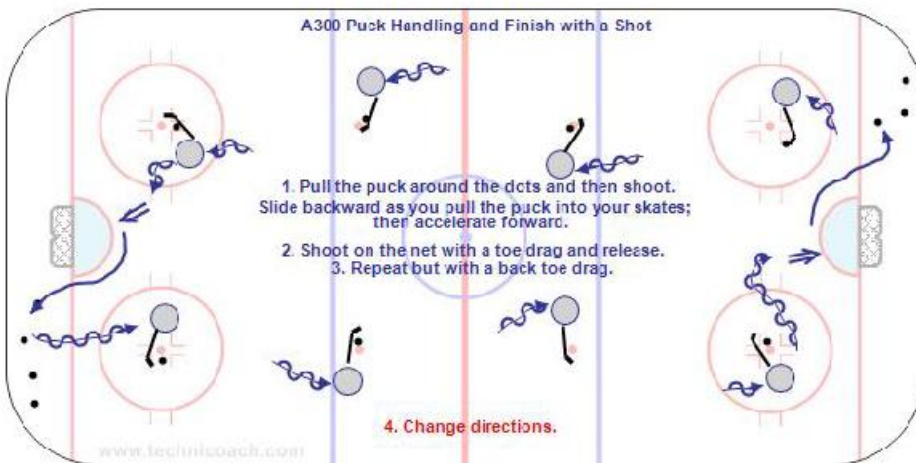 A300 Puck Handling and Finish with a Shot
1. Pull the puck around the dots and then shoot.
Slide backward as you pull the puck into your skates;
then accelerate forward.
2. Shoot on the net with a toe drag and release.
3. Repeat but with a back toe drag.
4. Change directions.
www.technicoach.com